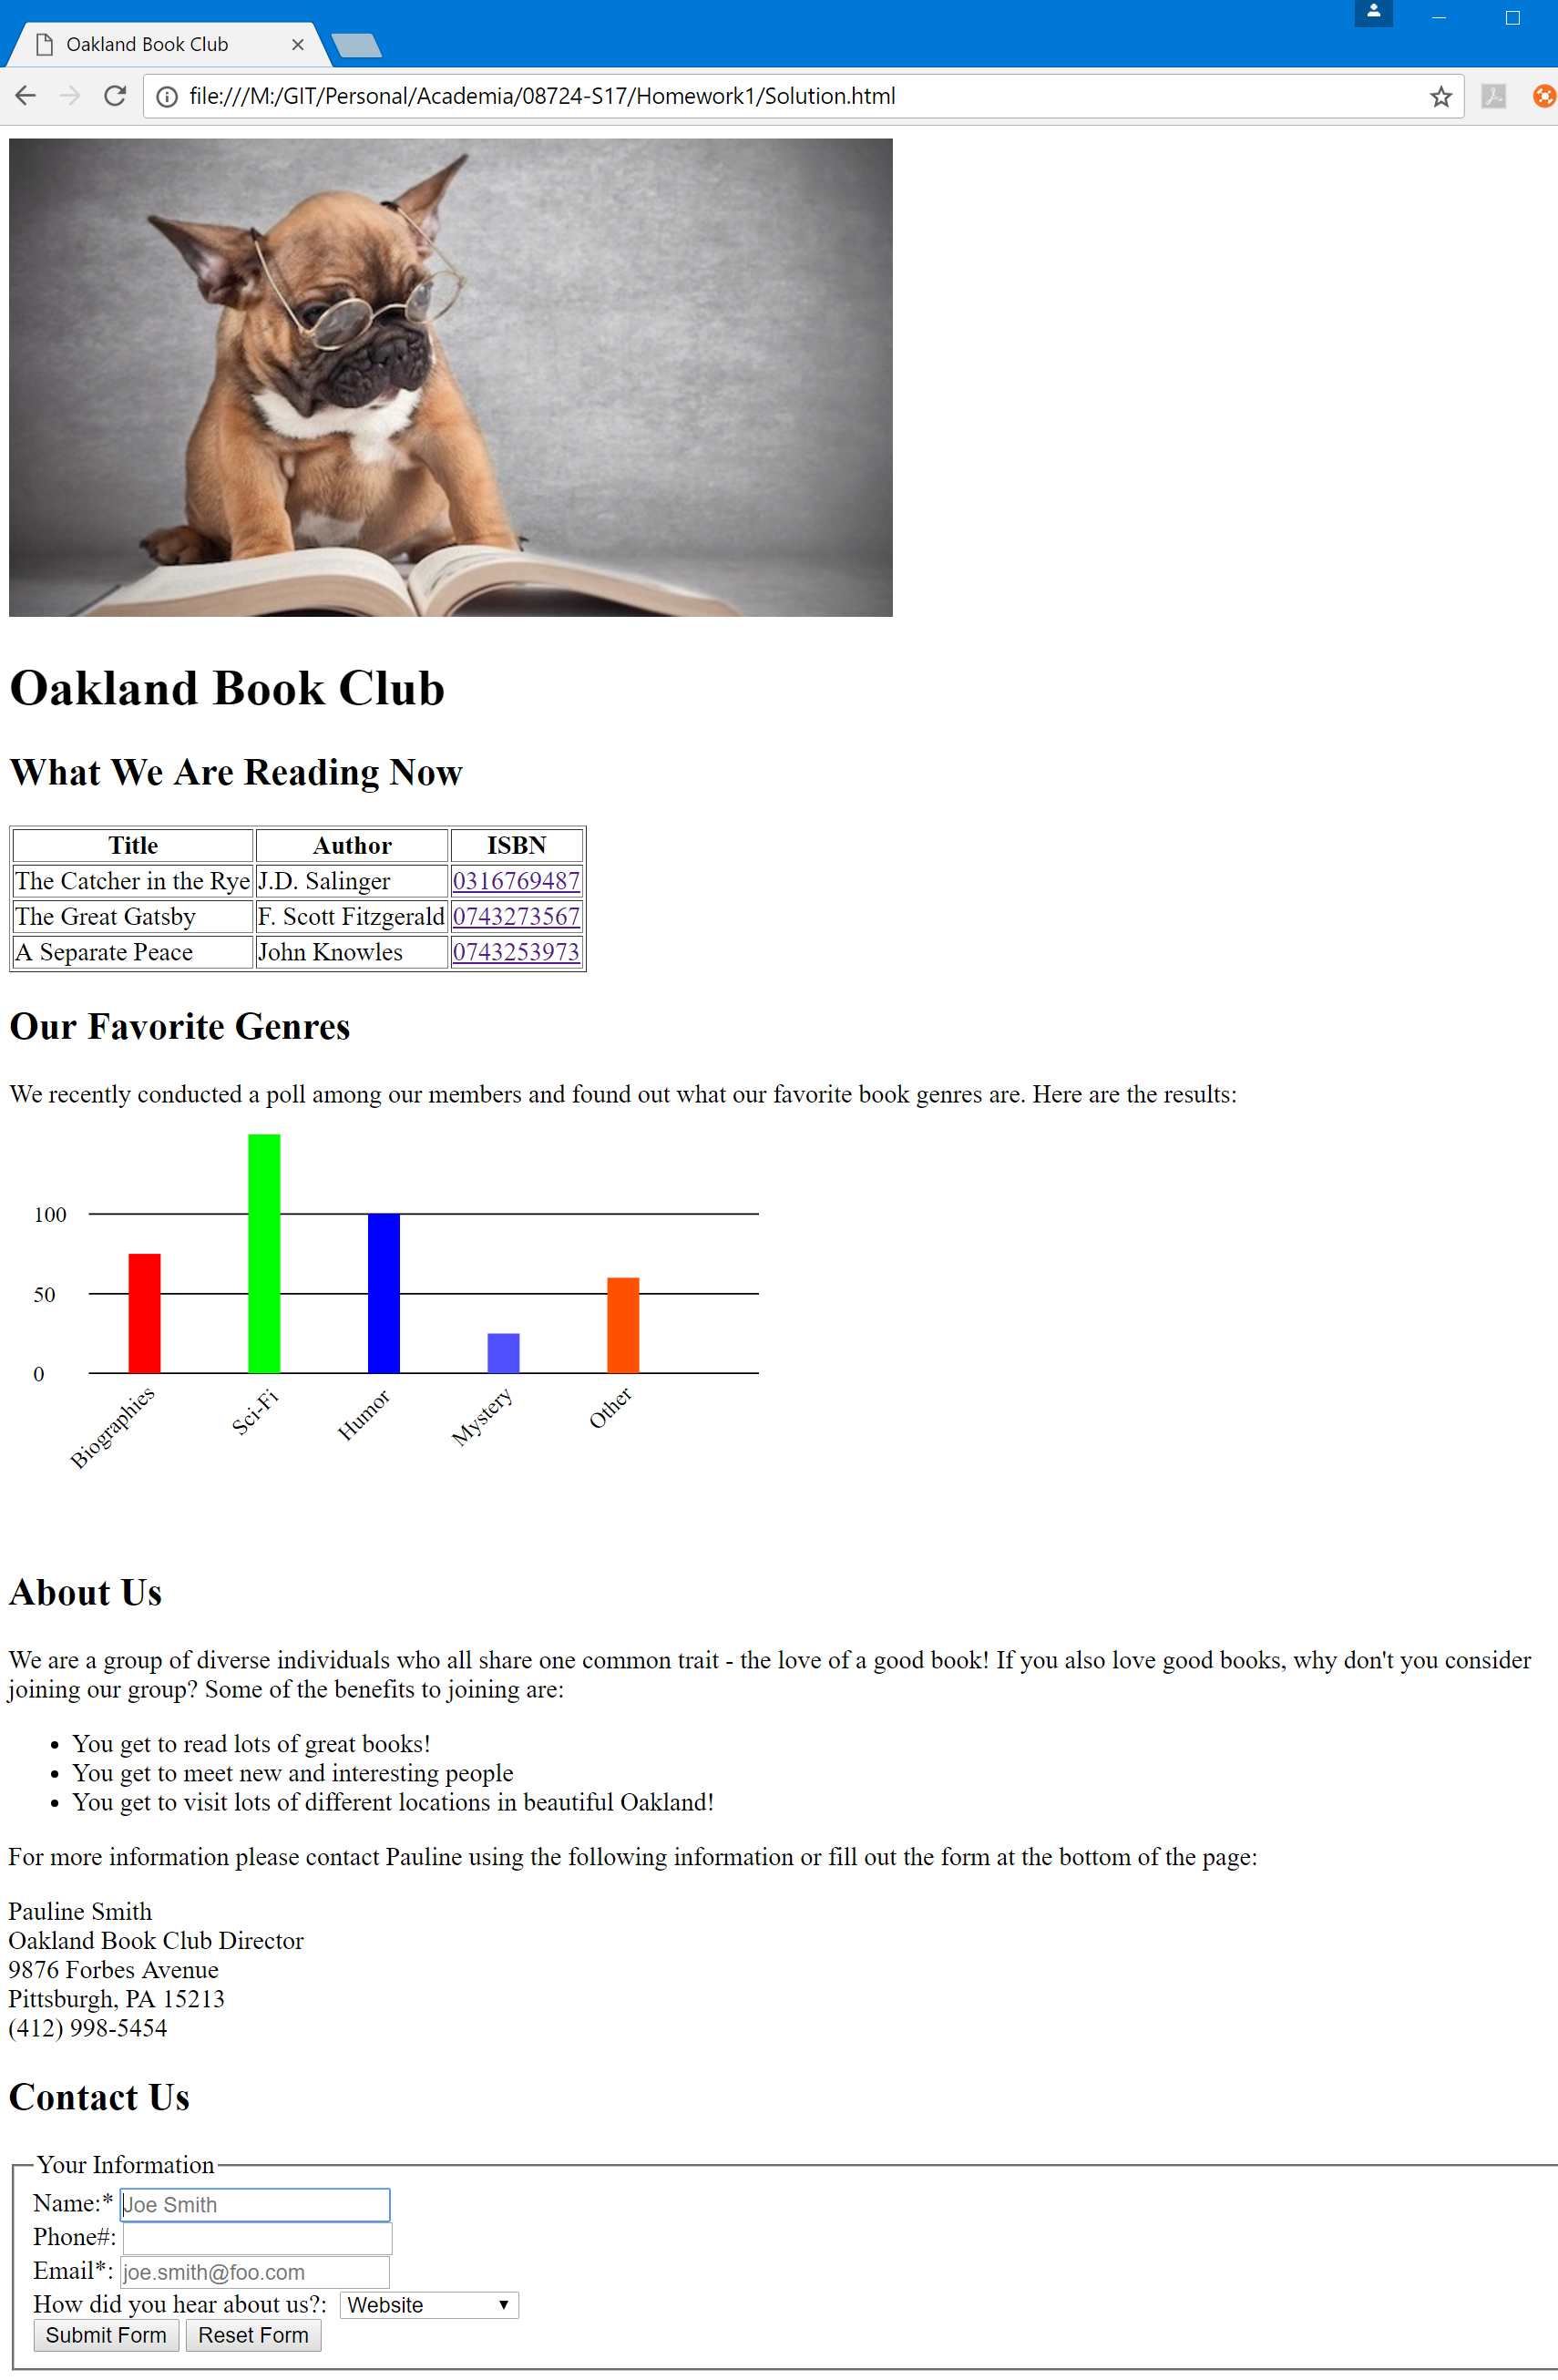 Oakland Book Club
file:///M:/GIT/Personal/Academia/08724-S17/Homework1/Solution.html
Oakland Book Club
What We Are Reading Now
Title Author ISBN
The Catcher in the Rye J.D. Salinger 0316769487
The Great Gatsby F. Scott Fitzgerald 0743273567
A Separate Peace John Knowles 0743253973
Our Favorite Genres
We recently conducted a poll among our members and found out what our favorite book genres are. Here are the results:
100
50
0
Biographies Sci-Fi Humor Mystery Other
About Us
We are a group of diverse individuals who all share one common trait - the love of a good book! If you also love good books, why don't you consider
joining our group? Some of the benefits to joining are:
• You get to read lots of great books!
• You get to meet new and interesting people
• You get to visit lots of different locations in beautiful Oakland!
For more information please contact Pauline using the following information or fill out the form at the bottom of the page:
Pauline Smith
Oakland Book Club Director
9876 Forbes Avenue
Pittsburgh, PA 15213
(412) 998-5454
Contact Us
Your Information
Name:* Joe Smith
Phone#:
Email*: joe.smith@foo.com
How did you hear about us?: Website
Submit Form Reset Form